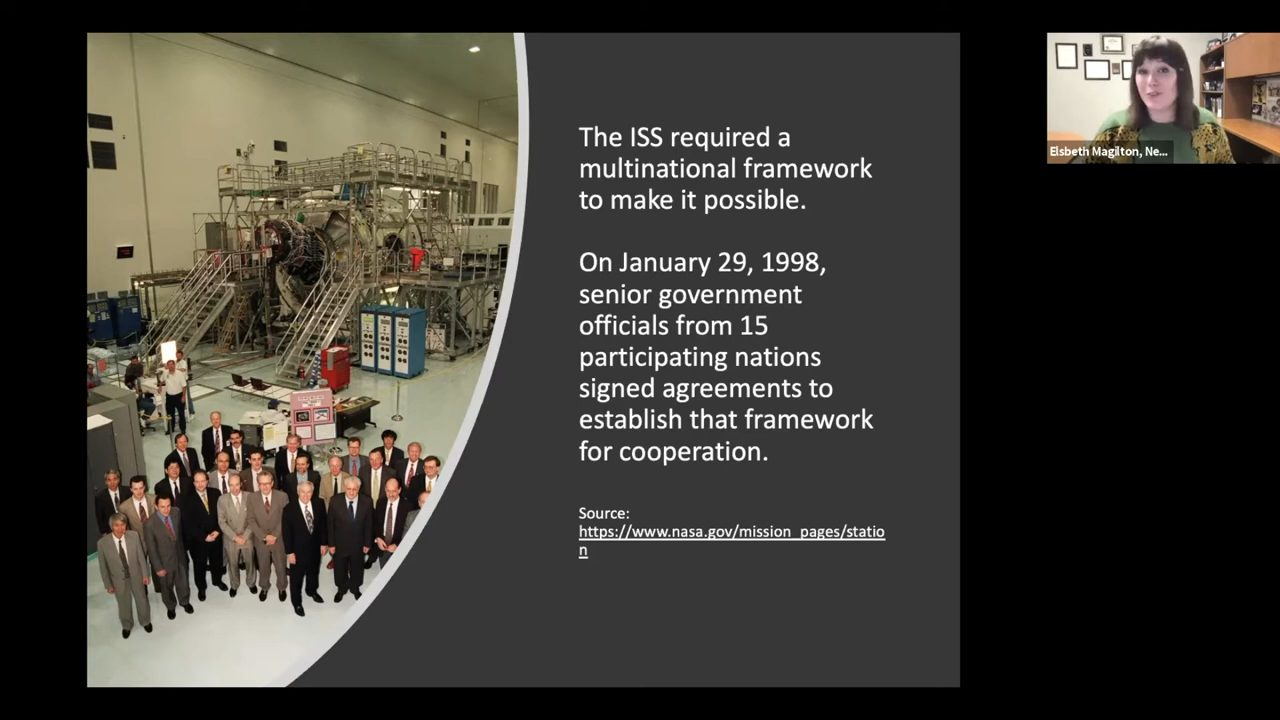 The ISS required a
multinational framework
to make it possible.
On January 29, 1998,
senior government
officials from 15
participating nations
signed agreements to
establish that framework
for cooperation.
Source:
https://www.nasa.gov/mission_pages/statio
n
Elsbeth Magilton, Ne...